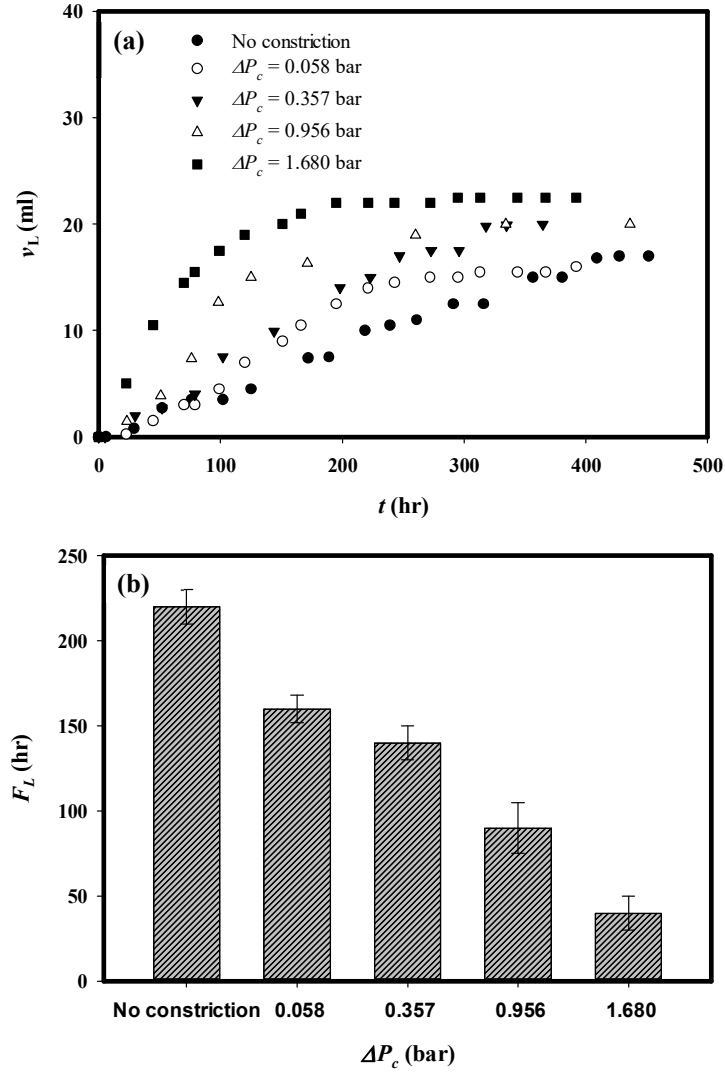 (a)
No constriction
ΔPc = 0.058 bar
ΔPc = 0.357 bar
ΔPc = 0.956 bar
ΔPc = 1.680 bar
40
30
20
10
0
vL (ml)
0 100 200 300 400 500
t (hr)
(b)
250
200
150
100
50
0
FL (hr)
No constriction 0.058 0.357 0.956 1.680
ΔPc (bar)